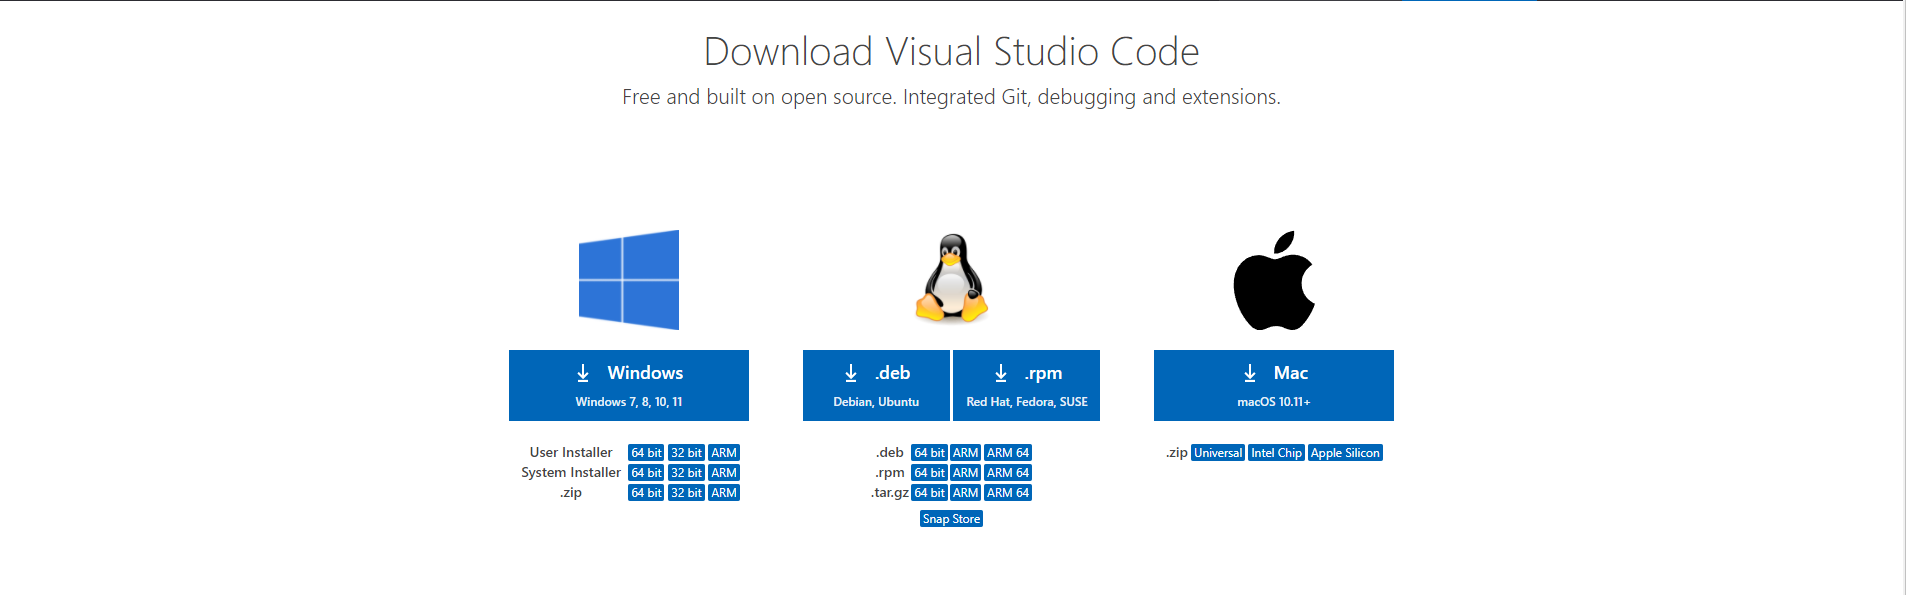 Download Visual Studio Code
Free and built on open source. Integrated Git, debugging and extensions.
Windows
Windows 7, 8, 10, 11
User Installer 64 bit 32 bit ARM
System Installer 64 bit 32 bit ARM
.zip 64 bit 32 bit ARM
.deb
Debian, Ubuntu
.rpm
Red Hat, Fedora, SUSE
.deb 64 bit ARM ARM 64
.rpm 64 bit ARM ARM 64
.tar.gz 64 bit ARM ARM 64
Snap Store
Mac
macOS 10.11+
.zip Universal Intel Chip Apple Silicon